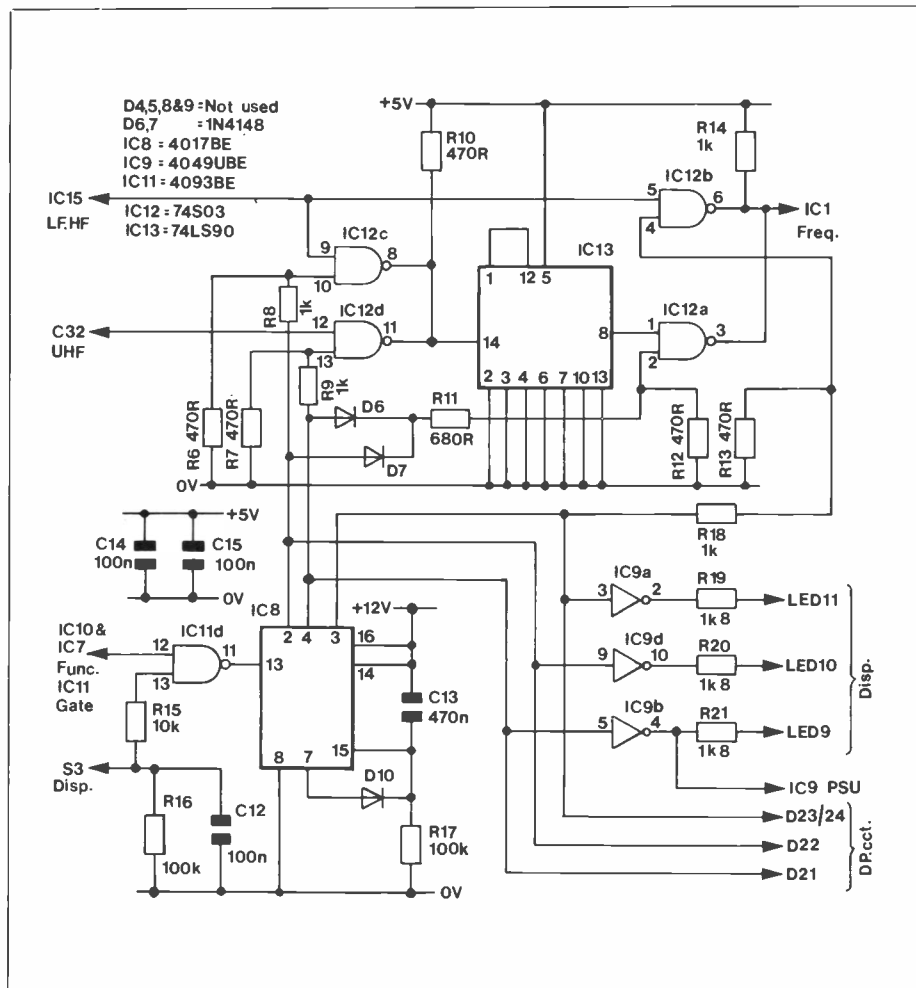 D4,5,8&9 = Not used
D6,7 = 1N4148
IC8 = 4017BE
IC9 = 4049UBE
IC11 = 4093BE
IC12 = 74S03
IC13 = 74LS90
+5V
R10
470R
R14
1k
IC12b
5
4
6
IC1
Freq.
IC15
LF.HF
IC12c
9
10
8
IC13
1
12
5
R8
1k
IC12d
12
13
11
14
8
IC12a
1
2
3
C32
UHF
R9
1k
2
3
4
6
7
10
13
R6 470R
R7 470R
D6
D7
R11
680R
R12 470R
R13 470R
0V
R18
1k
+5V
C14
100n
C15
100n
0V
IC9a
3
2
R19
1k8
LED11
IC8
+12V
IC10 &
IC7
Func.
IC11
Gate
IC11d
12
13
11
13
2
4
3
16
14
15
8
7
IC9d
9
10
R20
1k8
LED10
Disp.
C13
470n
R15
10k
IC9b
5
4
R21
1k8
LED9
IC9 PSU
S3
Disp.
D10
R16
100k
C12
100n
R17
100k
0V
D23/24
D22
D21
DP.cct.